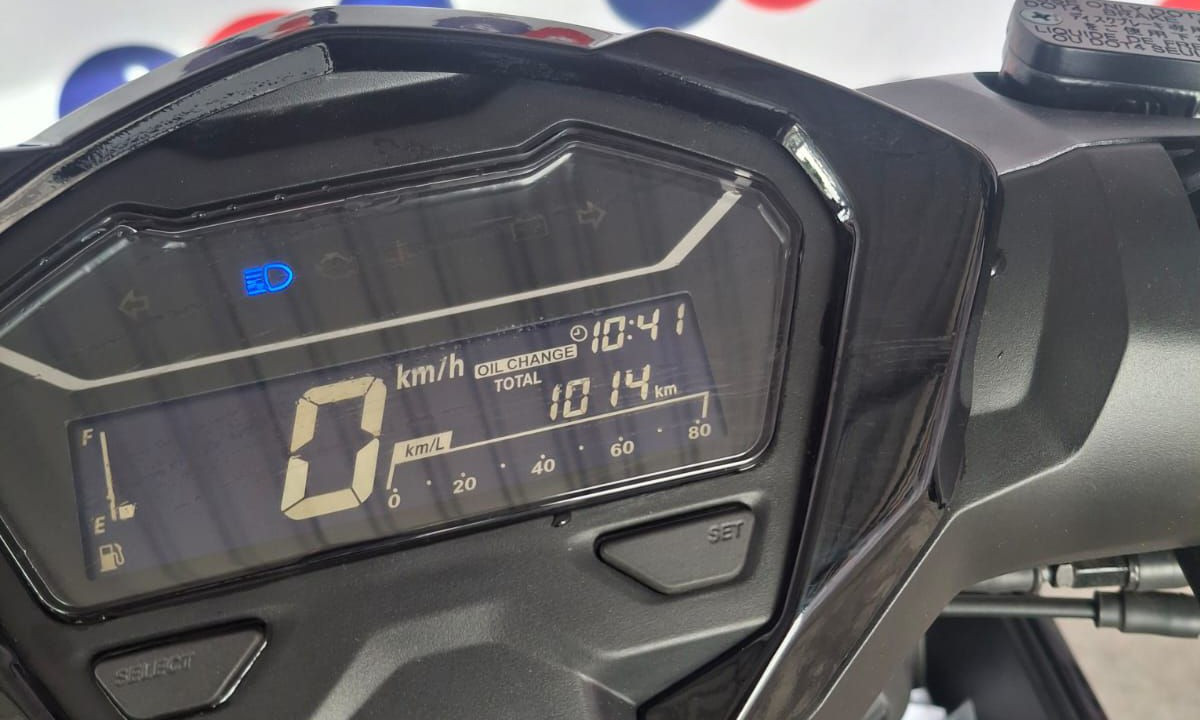 10:41
km/h
OIL CHANGE
TOTAL
1014 km
0
F
E
km/L
0 20 40 60 80
SET
SELECT